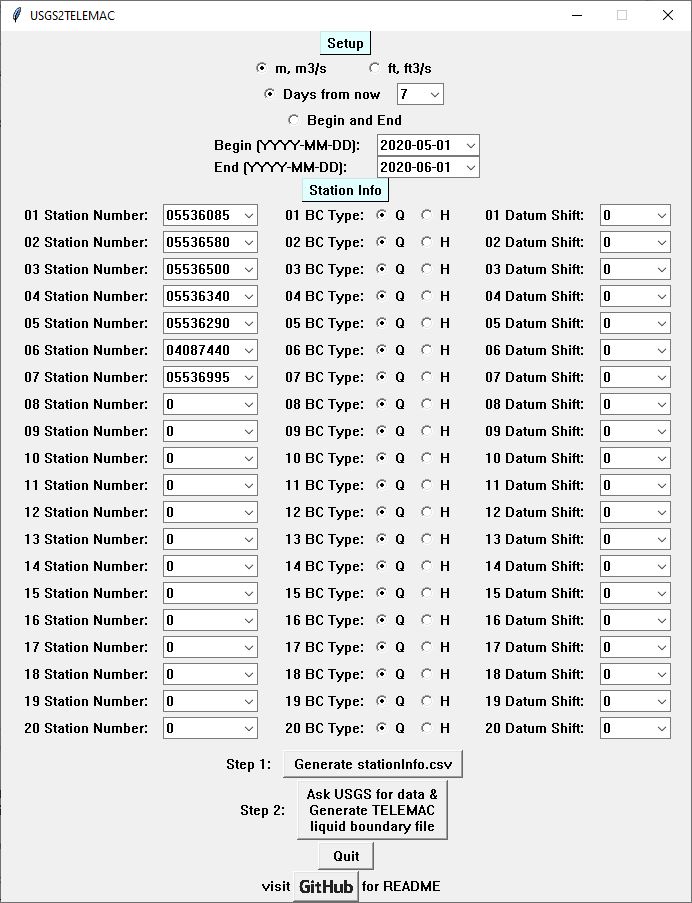 USGS2TELEMAC
Setup
m, m3/s ft, ft3/s
Days from now 7
Begin and End
Begin (YYYY-MM-DD): 2020-05-01
End (YYYY-MM-DD): 2020-06-01
Station Info
01 Station Number: 05536085 01 BC Type: Q H 01 Datum Shift: 0
02 Station Number: 05536580 02 BC Type: Q H 02 Datum Shift: 0
03 Station Number: 05536500 03 BC Type: Q H 03 Datum Shift: 0
04 Station Number: 05536340 04 BC Type: Q H 04 Datum Shift: 0
05 Station Number: 05536290 05 BC Type: Q H 05 Datum Shift: 0
06 Station Number: 04087440 06 BC Type: Q H 06 Datum Shift: 0
07 Station Number: 05536995 07 BC Type: Q H 07 Datum Shift: 0
08 Station Number: 0 08 BC Type: Q H 08 Datum Shift: 0
09 Station Number: 0 09 BC Type: Q H 09 Datum Shift: 0
10 Station Number: 0 10 BC Type: Q H 10 Datum Shift: 0
11 Station Number: 0 11 BC Type: Q H 11 Datum Shift: 0
12 Station Number: 0 12 BC Type: Q H 12 Datum Shift: 0
13 Station Number: 0 13 BC Type: Q H 13 Datum Shift: 0
14 Station Number: 0 14 BC Type: Q H 14 Datum Shift: 0
15 Station Number: 0 15 BC Type: Q H 15 Datum Shift: 0
16 Station Number: 0 16 BC Type: Q H 16 Datum Shift: 0
17 Station Number: 0 17 BC Type: Q H 17 Datum Shift: 0
18 Station Number: 0 18 BC Type: Q H 18 Datum Shift: 0
19 Station Number: 0 19 BC Type: Q H 19 Datum Shift: 0
20 Station Number: 0 20 BC Type: Q H 20 Datum Shift: 0
Step 1: Generate stationInfo.csv
Step 2: Ask USGS for data &
Generate TELEMAC
liquid boundary file
Quit
visit GitHub for README